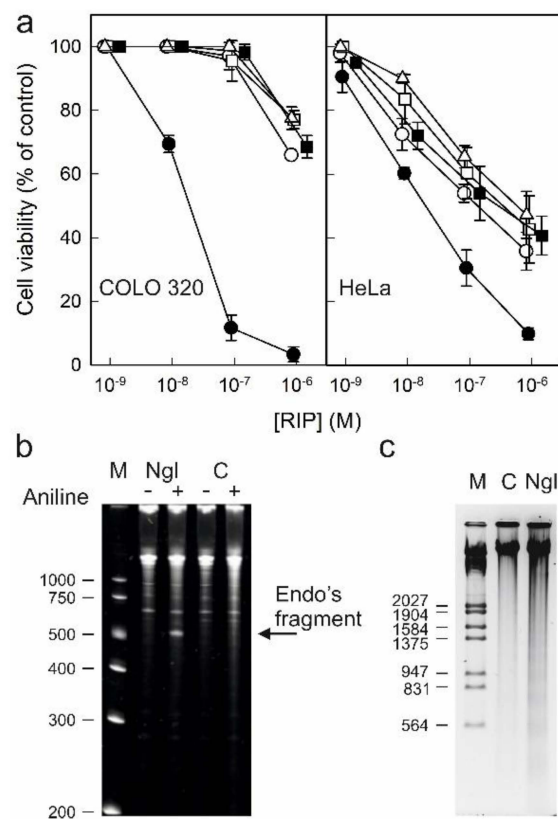 a
Cell viability (% of control)
100
80
60
40
20
0
COLO 320
HeLa
10⁻⁹ 10⁻⁸ 10⁻⁷ 10⁻⁶ 10⁻⁹ 10⁻⁸ 10⁻⁷ 10⁻⁶
[RIP] (M)
b
M NgI C
Aniline - + - +
1000
750
500
400
300
200
Endo's
fragment
c
M C NgI
2027
1904
1584
1375
947
831
564